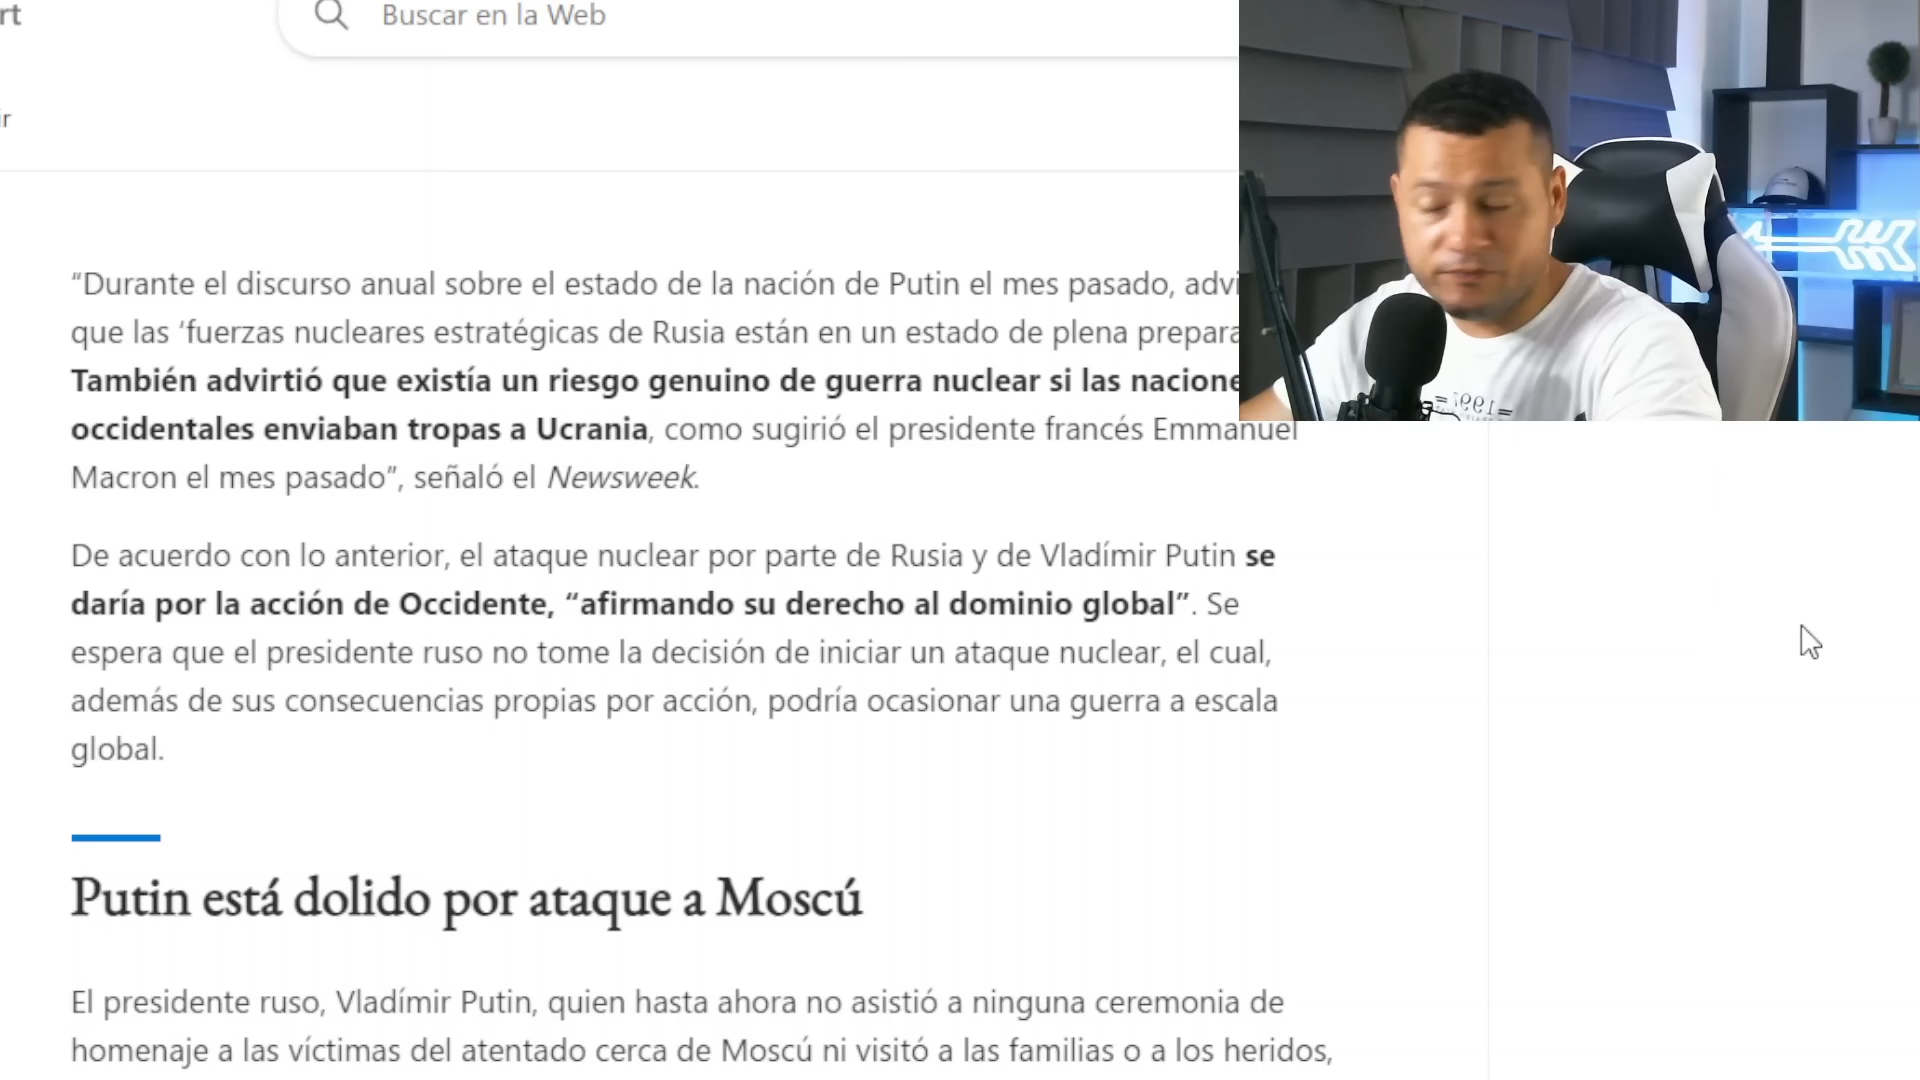 rt
Buscar en la Web
ir
“Durante el discurso anual sobre el estado de la nación de Putin el mes pasado,
que las ‘fuerzas nucleares estratégicas de Rusia están en un estado de plena
También advirtió que existía un riesgo genuino de guerra nuclear si las
occidentales enviaban tropas a Ucrania, como sugirió el presidente francés Emmanuel
Macron el mes pasado”, señaló el Newsweek.
De acuerdo con lo anterior, el ataque nuclear por parte de Rusia y de Vladímir Putin se
daría por la acción de Occidente, “afirmando su derecho al dominio global”. Se
espera que el presidente ruso no tome la decisión de iniciar un ataque nuclear, el cual,
además de sus consecuencias propias por acción, podría ocasionar una guerra a escala
global.
Putin está dolido por ataque a Moscú
El presidente ruso, Vladímir Putin, quien hasta ahora no asistió a ninguna ceremonia de
homenaje a las víctimas del atentado cerca de Moscú ni visitó a las familias o a los heridos,
=1997=